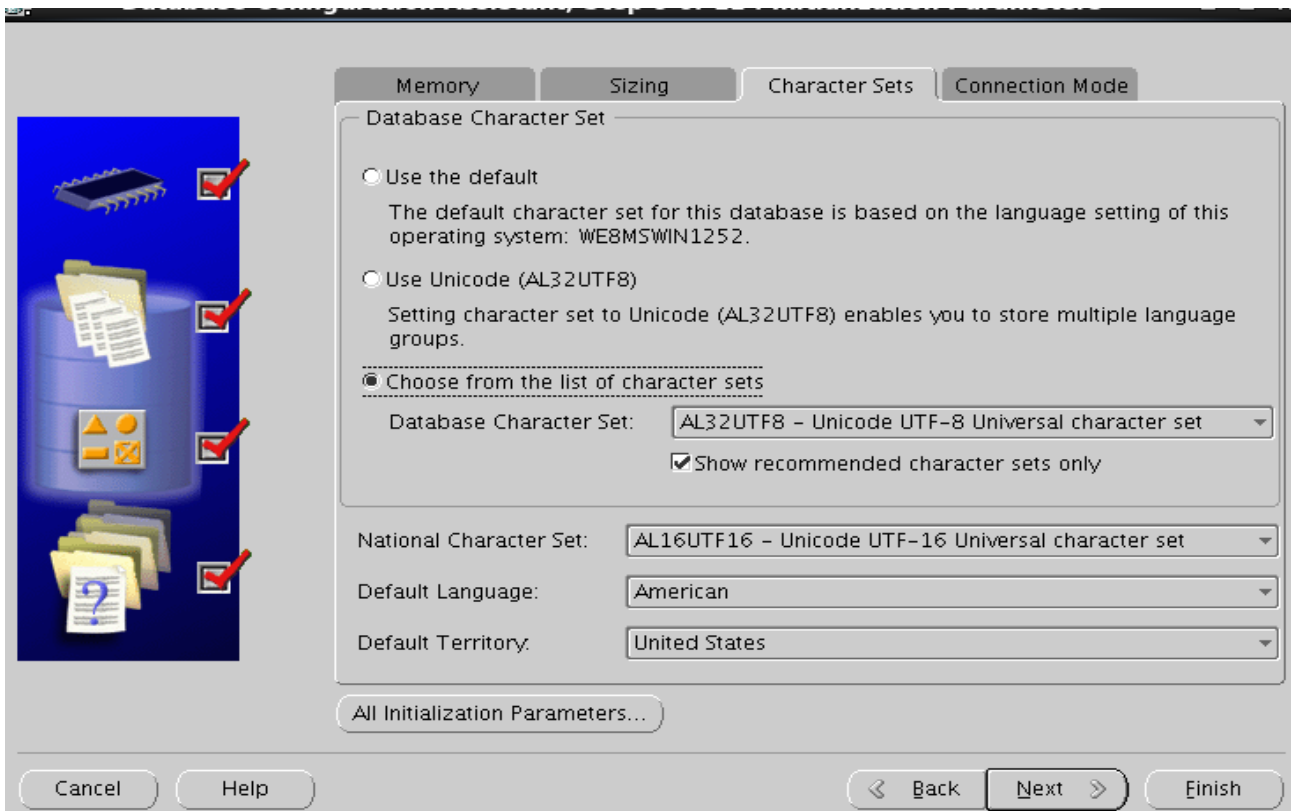 Memory
Sizing
Character Sets
Connection Mode
Database Character Set
Use the default
The default character set for this database is based on the language setting of this
operating system: WE8MSWIN1252.
Use Unicode (AL32UTF8)
Setting character set to Unicode (AL32UTF8) enables you to store multiple language
groups.
Choose from the list of character sets
Database Character Set: AL32UTF8 – Unicode UTF-8 Universal character set
Show recommended character sets only
National Character Set: AL16UTF16 – Unicode UTF-16 Universal character set
Default Language: American
Default Territory: United States
?
All Initialization Parameters...
Cancel
Help
Back
Next
Finish